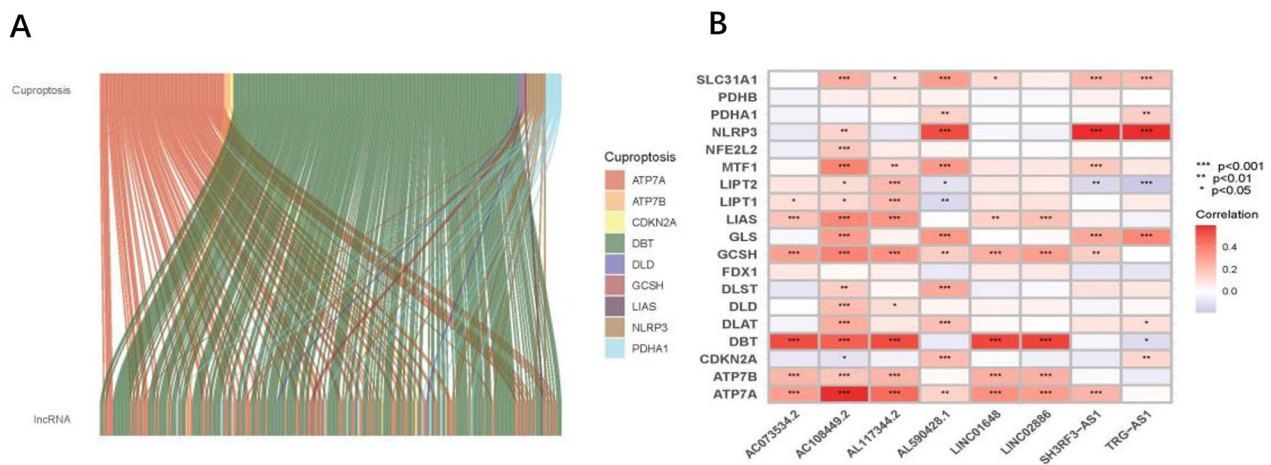 A
B
Cuproptosis
lncRNA
Cuproptosis
ATP7A
ATP7B
CDKN2A
DBT
DLD
GCSH
LIAS
NLRP3
PDHA1
SLC31A1 *** * *** * *** ***
PDHB
PDHA1 ** **
NLRP3 ** *** *** ***
NFE2L2 ***
MTF1 *** ** *** ***
LIPT2 * *** * ** ***
LIPT1 * * *** **
LIAS *** *** *** ** ***
GLS *** *** *** ***
GCSH *** *** *** ** *** *** **
FDX1
DLST ** ***
DLD *** *
DLAT *** *** *
DBT *** *** *** *** *** *
CDKN2A * *** **
ATP7B *** *** *** *** ***
ATP7A *** *** *** ** *** *** ***
AC073534.2 AC108449.2 AL117344.2 AL590428.1 LINC01648 LINC02886 SH3RF3−AS1 TRG−AS1
*** p<0.001
** p<0.01
* p<0.05
Correlation
0.4
0.2
0.0